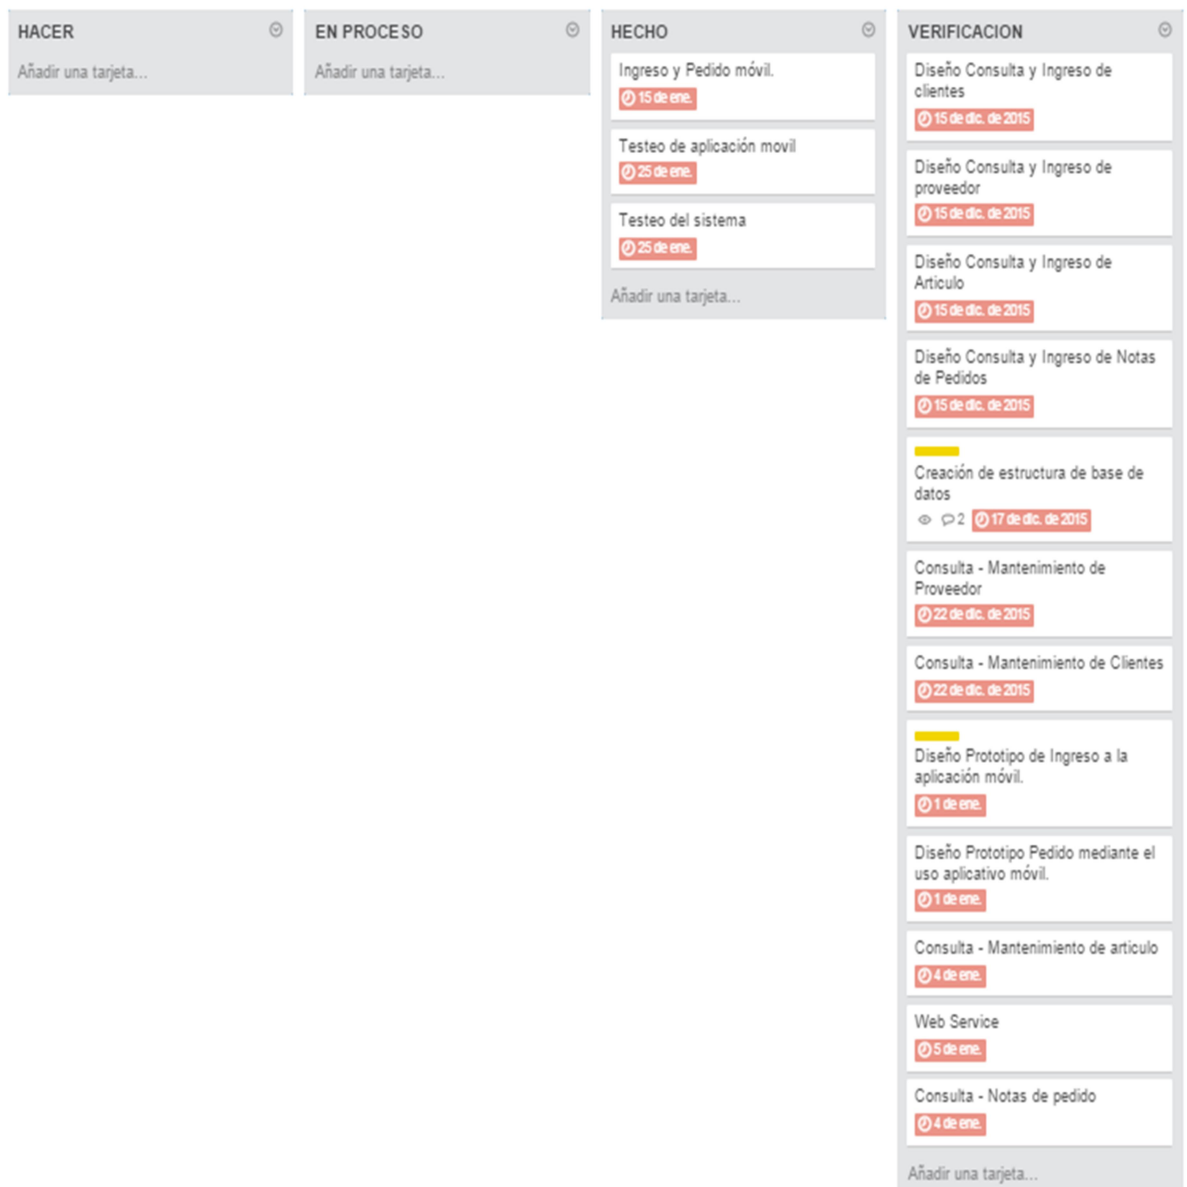 HACER
Añadir una tarjeta...
EN PROCESO
Añadir una tarjeta...
HECHO
Ingreso y Pedido móvil.
15 de ene.
Testeo de aplicación movil
25 de ene.
Testeo del sistema
25 de ene.
Añadir una tarjeta...
VERIFICACION
Diseño Consulta y Ingreso de
clientes
15 de dic. de 2015
Diseño Consulta y Ingreso de
proveedor
15 de dic. de 2015
Diseño Consulta y Ingreso de
Articulo
15 de dic. de 2015
Diseño Consulta y Ingreso de Notas
de Pedidos
15 de dic. de 2015
Creación de estructura de base de
datos
2 17 de dic. de 2015
Consulta - Mantenimiento de
Proveedor
22 de dic. de 2015
Consulta - Mantenimiento de Clientes
22 de dic. de 2015
Diseño Prototipo de Ingreso a la
aplicación móvil.
1 de ene.
Diseño Prototipo Pedido mediante el
uso aplicativo móvil.
1 de ene.
Consulta - Mantenimiento de articulo
4 de ene.
Web Service
5 de ene.
Consulta - Notas de pedido
4 de ene.
Añadir una tarjeta...